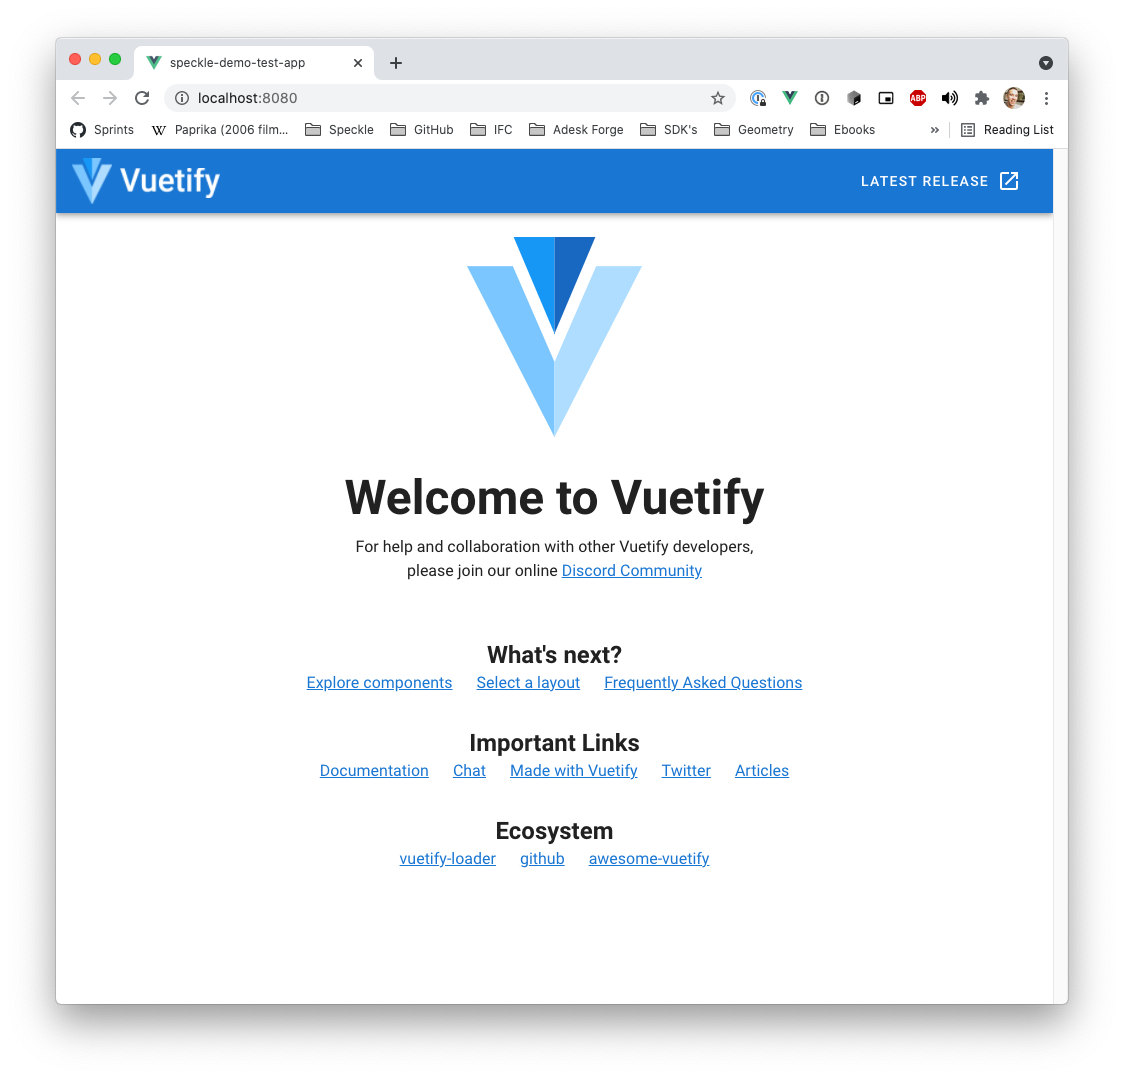 speckle-demo-test-app
localhost:8080
ABP
Sprints W Paprika (2006 film... Speckle GitHub IFC Adesk Forge SDK's Geometry Ebooks » Reading List
Vuetify LATEST RELEASE
Welcome to Vuetify
For help and collaboration with other Vuetify developers,
please join our online Discord Community
What's next?
Explore components Select a layout Frequently Asked Questions
Important Links
Documentation Chat Made with Vuetify Twitter Articles
Ecosystem
vuetify-loader github awesome-vuetify